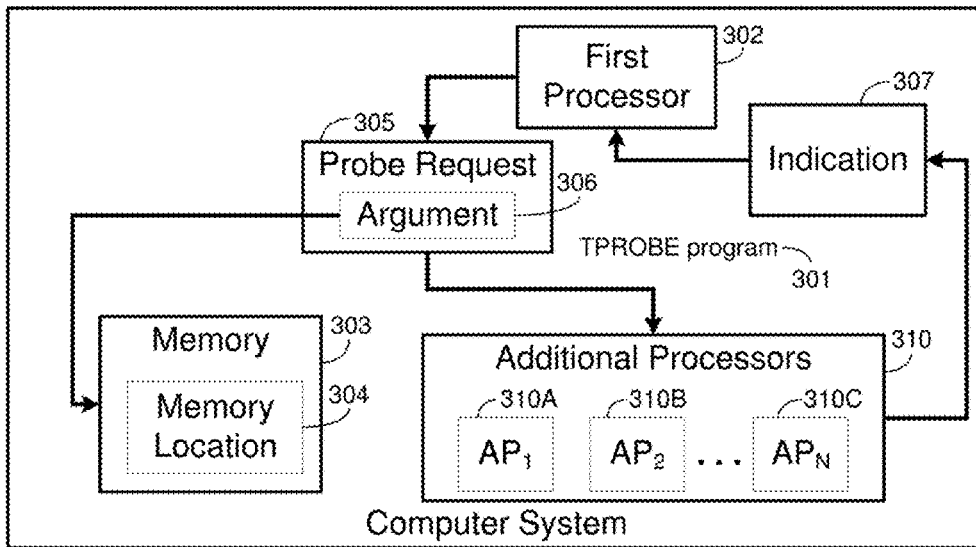 302
First
Processor
307
Indication
305
Probe Request
306
Argument
TPROBE program
301
303
Memory
304
Memory
Location
310
Additional Processors
310A
310B
310C
AP1
AP2
...
APN
Computer System